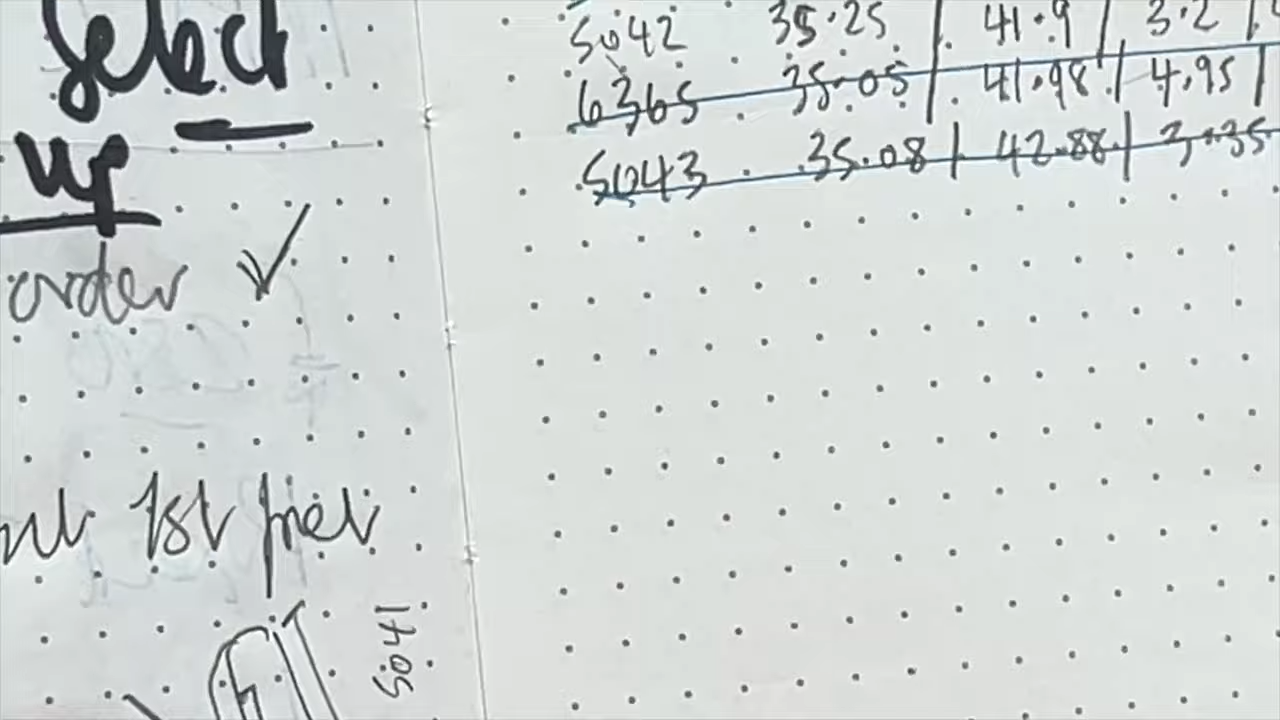 select
up
order ✓
1st
5041
5042 35.25 | 41.9 | 3.2 |
6365 35.05 | 41.98 | 4.95 |
5043 35.08 | 42.88 | 3.35